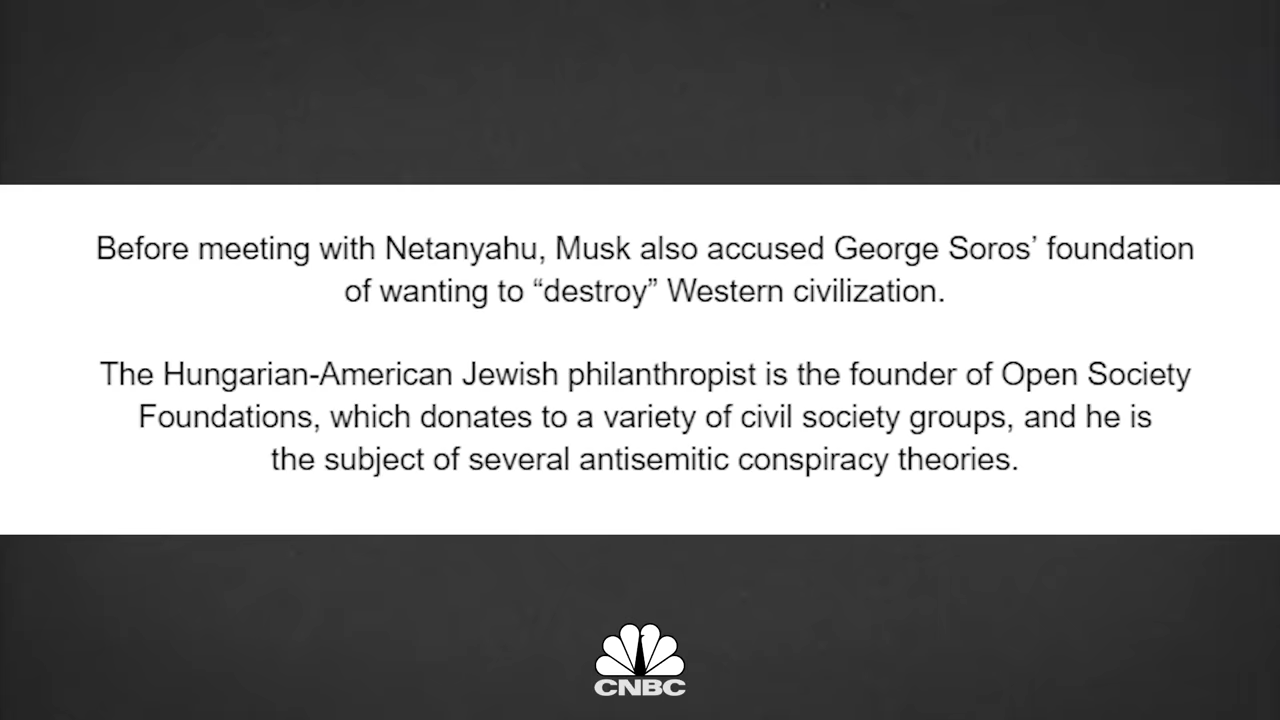 Before meeting with Netanyahu, Musk also accused George Soros’ foundation
of wanting to “destroy” Western civilization.
The Hungarian-American Jewish philanthropist is the founder of Open Society
Foundations, which donates to a variety of civil society groups, and he is
the subject of several antisemitic conspiracy theories.
CNBC